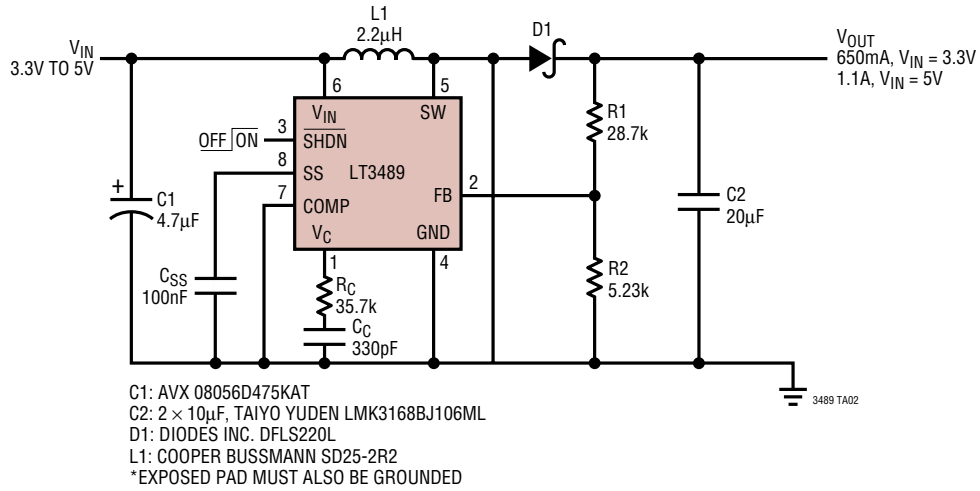 L1
2.2µH
D1
V_IN
3.3V TO 5V
V_OUT
650mA, V_IN = 3.3V
1.1A, V_IN = 5V
6
5
V_IN
SW
3
OFF ON
SHDN
R1
28.7k
8
SS
LT3489
7
COMP
FB
2
C1
4.7µF
+
C2
20µF
V_C
GND
1
4
C_SS
100nF
R_C
35.7k
R2
5.23k
C_C
330pF
3489 TA02
C1: AVX 08056D475KAT
C2: 2 × 10µF, TAIYO YUDEN LMK3168BJ106ML
D1: DIODES INC. DFLS220L
L1: COOPER BUSSMANN SD25-2R2
*EXPOSED PAD MUST ALSO BE GROUNDED